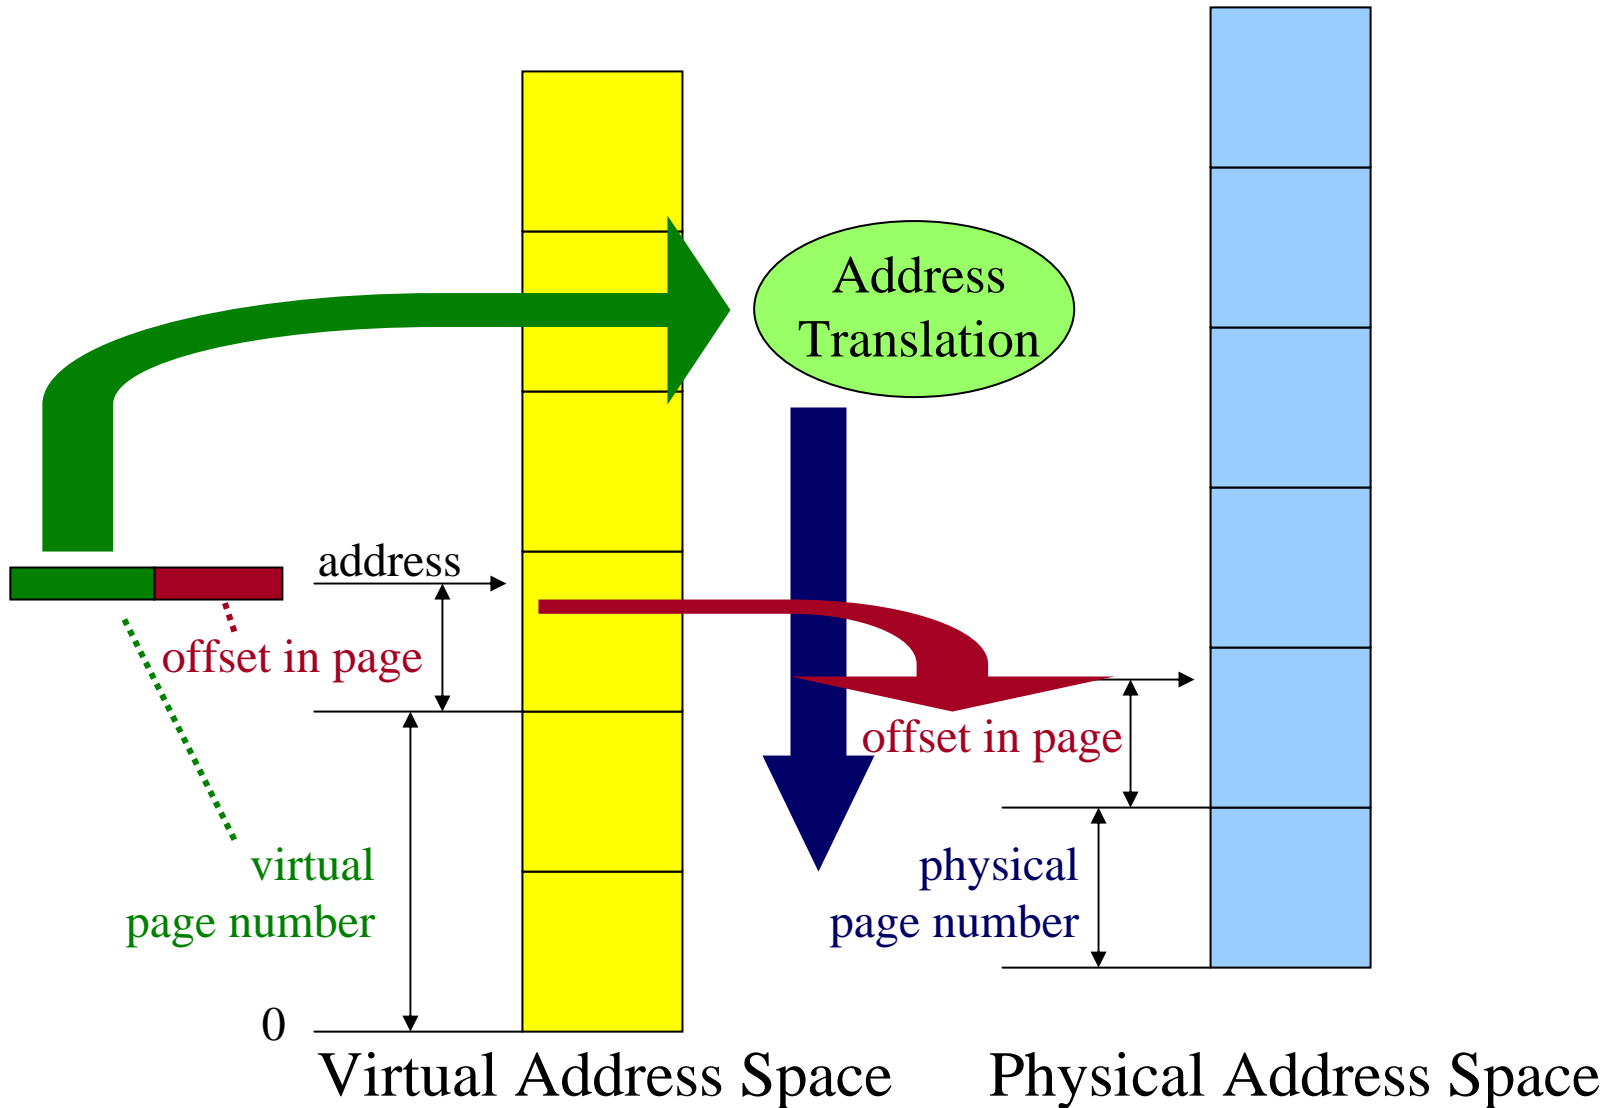 Address
Translation
address
offset in page
offset in page
virtual
page number
physical
page number
0
Virtual Address Space
Physical Address Space